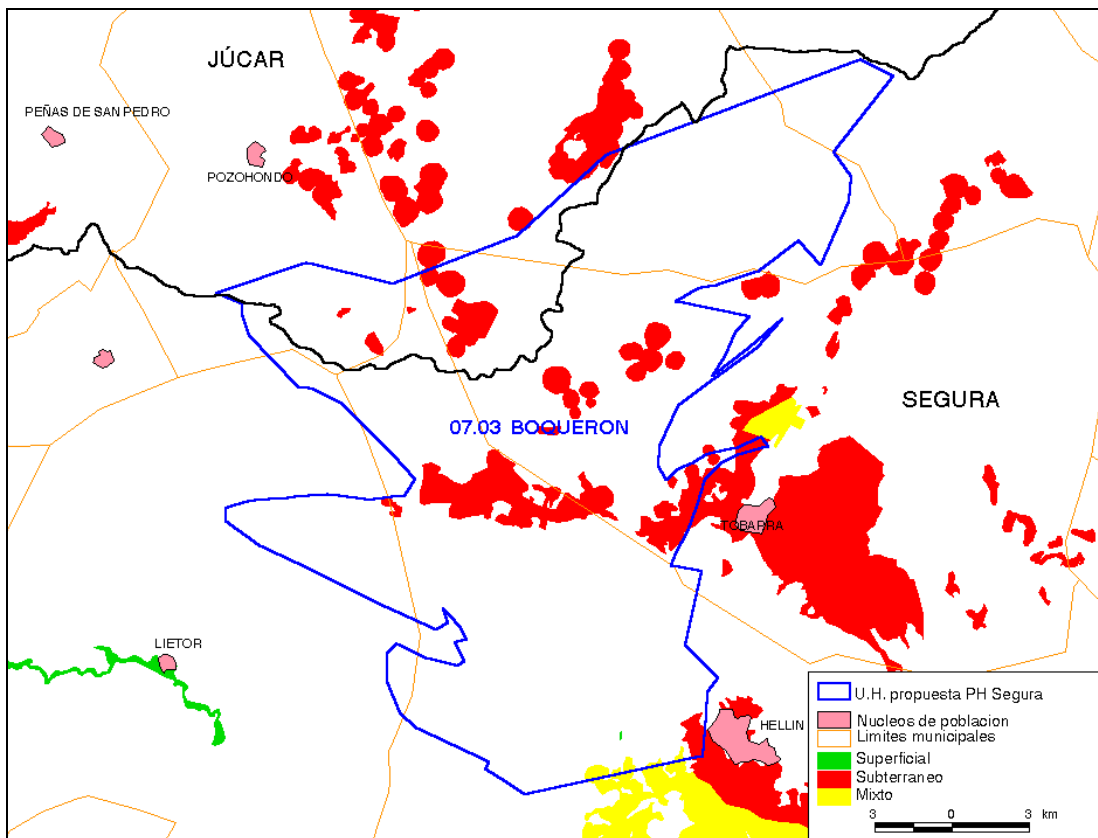 JÚCAR
PEÑAS DE SAN PEDRO
POZOHONDO
SEGURA
07.03 BOQUERON
TOBARRA
LIETOR
HELLIN
U.H. propuesta PH Segura
Nucleos de poblacion
Limites municipales
Superficial
Subterraneo
Mixto
3 0 3 km